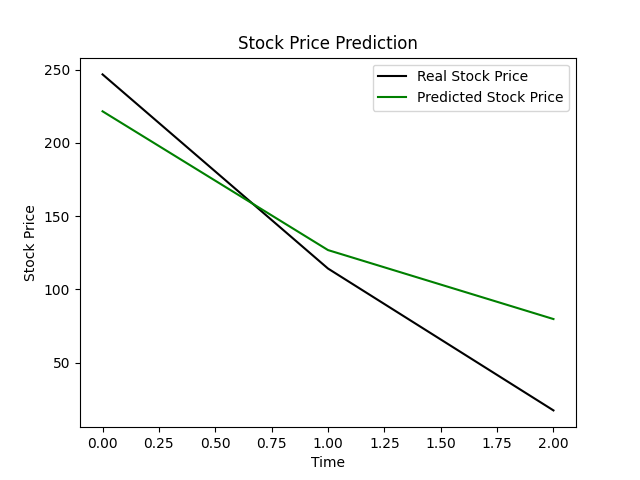 Stock Price Prediction
Real Stock Price
Predicted Stock Price
250
200
150
100
50
Stock Price
0.00 0.25 0.50 0.75 1.00 1.25 1.50 1.75 2.00
Time